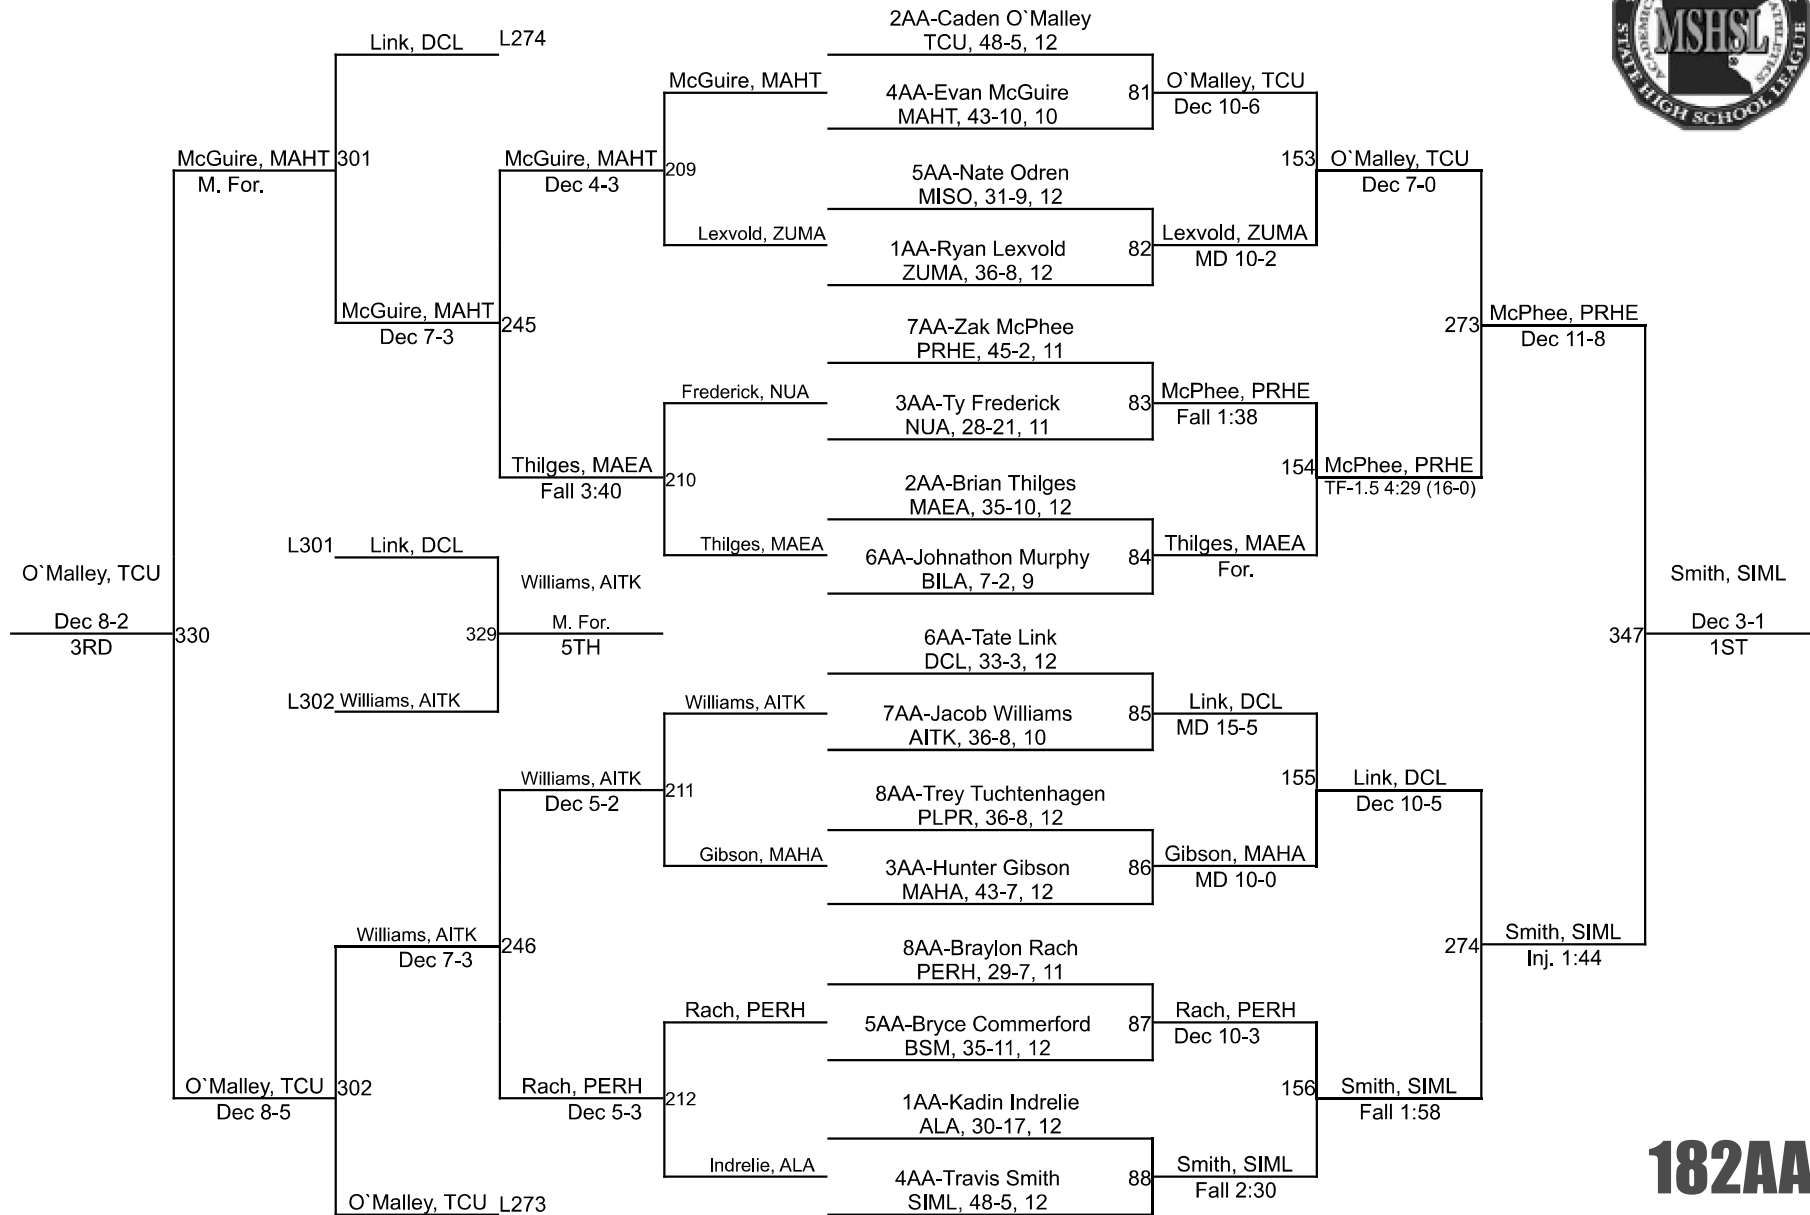 2AA-Caden O`Malley
TCU, 48-5, 12
4AA-Evan McGuire
MAHT, 43-10, 10
5AA-Nate Odren
MISO, 31-9, 12
1AA-Ryan Lexvold
ZUMA, 36-8, 12
7AA-Zak McPhee
PRHE, 45-2, 11
3AA-Ty Frederick
NUA, 28-21, 11
2AA-Brian Thilges
MAEA, 35-10, 12
6AA-Johnathon Murphy
BILA, 7-2, 9
6AA-Tate Link
DCL, 33-3, 12
7AA-Jacob Williams
AITK, 36-8, 10
8AA-Trey Tuchtenhagen
PLPR, 36-8, 12
3AA-Hunter Gibson
MAHA, 43-7, 12
8AA-Braylon Rach
PERH, 29-7, 11
5AA-Bryce Commerford
BSM, 35-11, 12
1AA-Kadin Indrelie
ALA, 30-17, 12
4AA-Travis Smith
SIML, 48-5, 12
81 O`Malley, TCU
Dec 10-6
82 Lexvold, ZUMA
MD 10-2
83 McPhee, PRHE
Fall 1:38
84 Thilges, MAEA
For.
85 Link, DCL
MD 15-5
86 Gibson, MAHA
MD 10-0
87 Rach, PERH
Dec 10-3
88 Smith, SIML
Fall 2:30
153 O`Malley, TCU
Dec 7-0
154 McPhee, PRHE
TF-1.5 4:29 (16-0)
155 Link, DCL
Dec 10-5
156 Smith, SIML
Fall 1:58
273 McPhee, PRHE
Dec 11-8
274 Smith, SIML
Inj. 1:44
Smith, SIML
347 Dec 3-1
1ST
McGuire, MAHT
Lexvold, ZUMA
Frederick, NUA
Thilges, MAEA
Williams, AITK
Gibson, MAHA
Rach, PERH
Indrelie, ALA
McGuire, MAHT 209
Dec 4-3
Thilges, MAEA 210
Fall 3:40
Williams, AITK 211
Dec 5-2
Rach, PERH 212
Dec 5-3
McGuire, MAHT 245
Dec 7-3
Williams, AITK 246
Dec 7-3
Link, DCL L274
O`Malley, TCU L273
McGuire, MAHT 301
M. For.
O`Malley, TCU 302
Dec 8-5
O`Malley, TCU
Dec 8-2 330
3RD
L301 Link, DCL
L302 Williams, AITK
Williams, AITK
329 M. For.
5TH
MSHSL
STATE HIGH SCHOOL LEAGUE
182AA